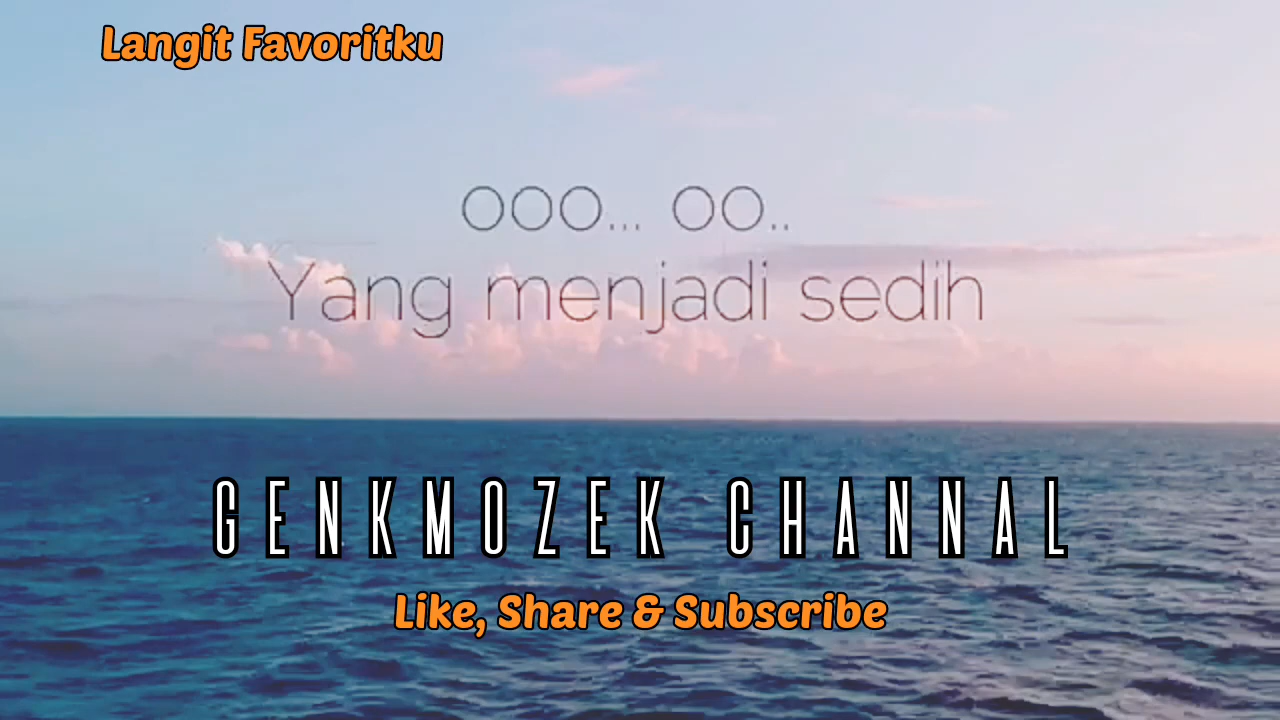 Langit Favoritku
ooo... oo..
Yang menjadi sedih
GENKMOZEK CHANNAL
Like, Share & Subscribe